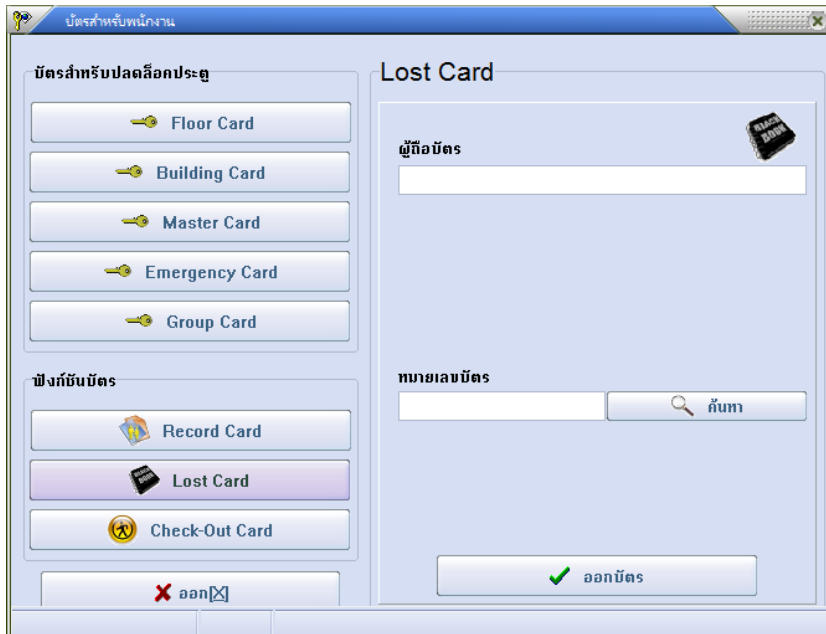 บัตรสำหรับพนักงาน
บัตรสำหรับปลดล็อกประตู
Floor Card
Building Card
Master Card
Emergency Card
Group Card
ฟังก์ชันบัตร
Record Card
Lost Card
Check-Out Card
ออก[X]
Lost Card
BLACK BOOK
ผู้ถือบัตร
หมายเลขบัตร
ค้นหา
ออกบัตร